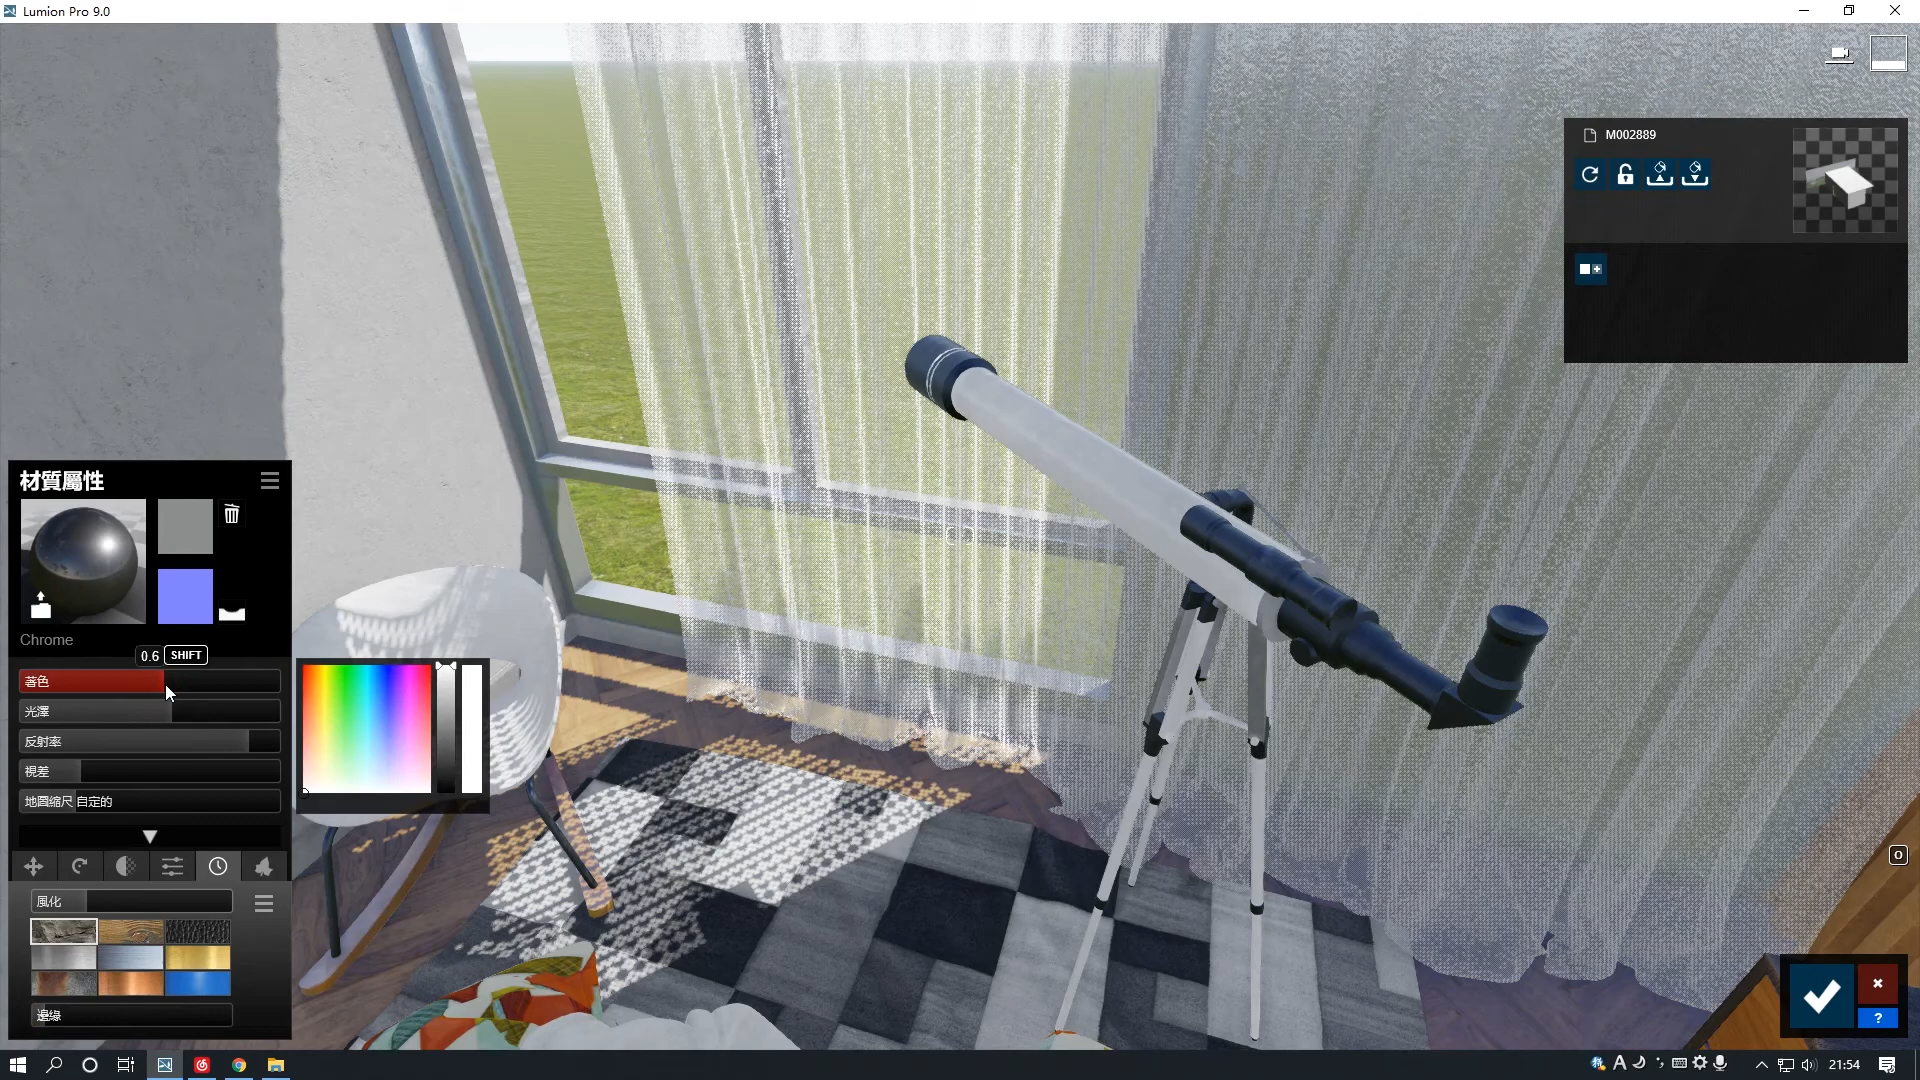 Lumion Pro 9.0
M002889
材質屬性
Chrome
0.6 SHIFT
著色
光澤
反射率
視差
地圖縮尺 自定的
風化
邊緣
O
?
A
21:54